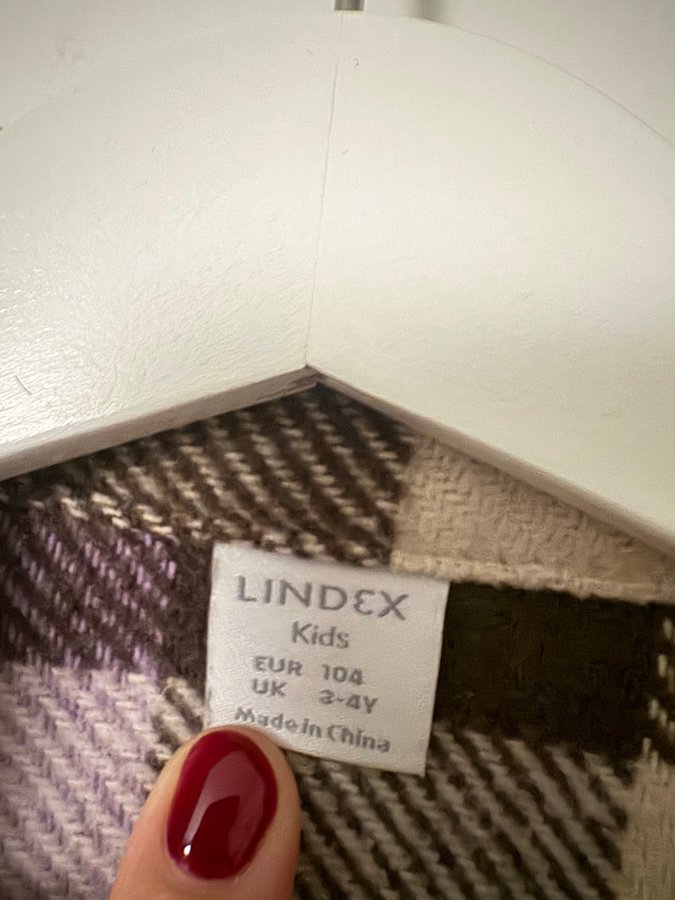 LINDEX
Kids
EUR 104
UK 3-4Y
Made in China